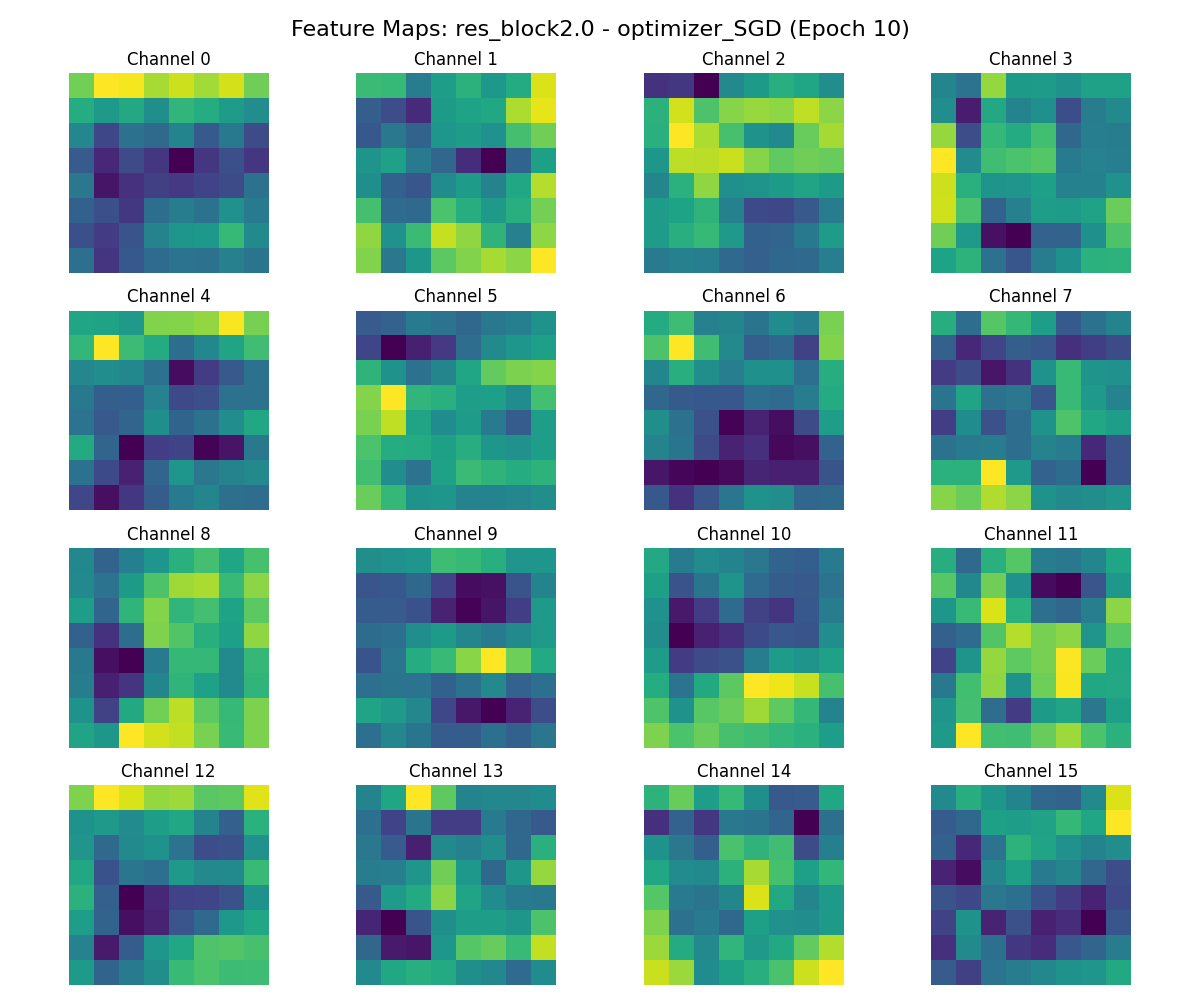 Feature Maps: res_block2.0 - optimizer_SGD (Epoch 10)
Channel 0
Channel 1
Channel 2
Channel 3
Channel 4
Channel 5
Channel 6
Channel 7
Channel 8
Channel 9
Channel 10
Channel 11
Channel 12
Channel 13
Channel 14
Channel 15